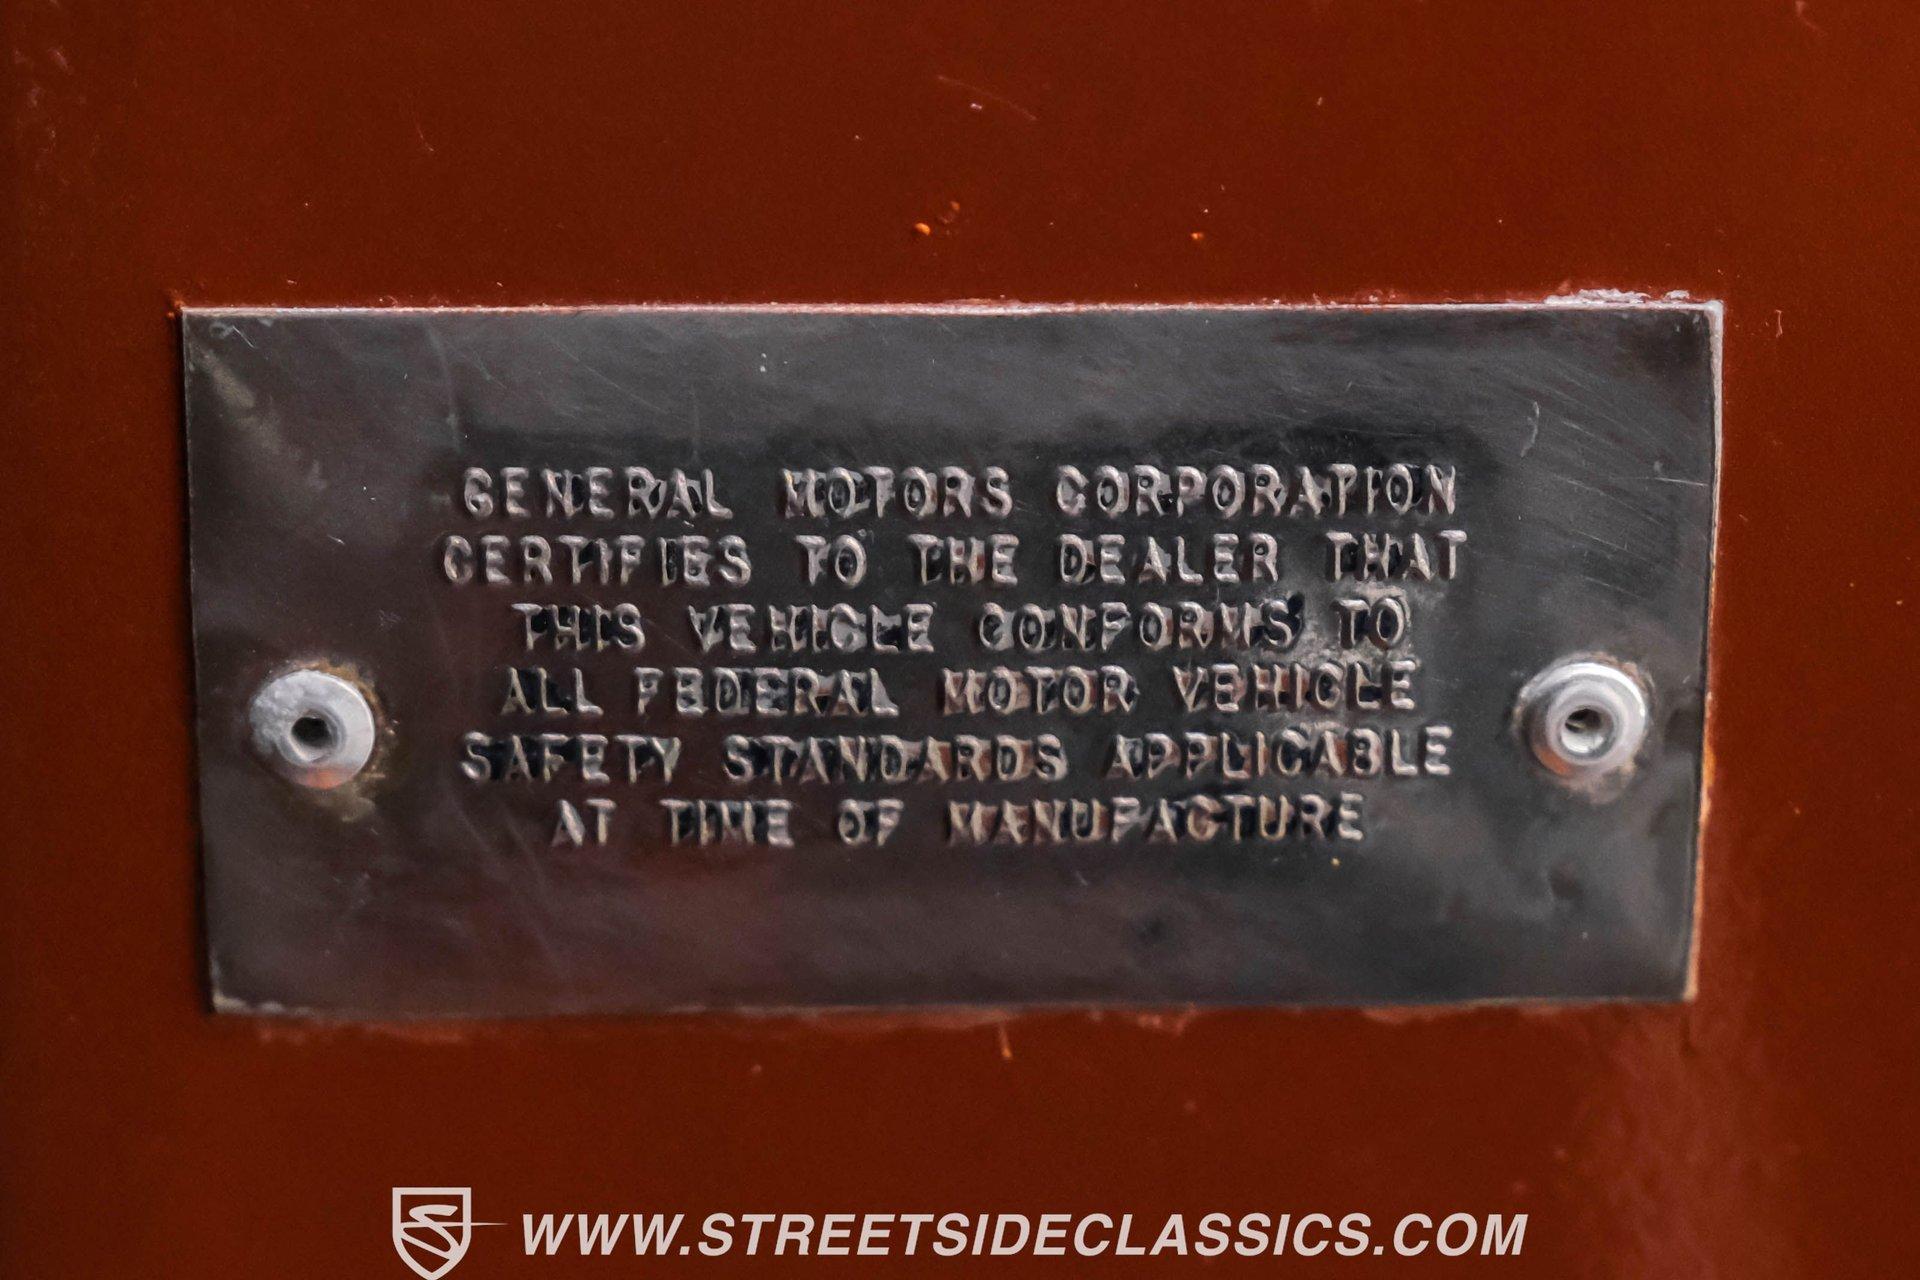 GENERAL MOTORS CORPORATION
CERTIFIES TO THE DEALER THAT
THIS VEHICLE CONFORMS TO
ALL FEDERAL MOTOR VEHICLE
SAFETY STANDARDS APPLICABLE
AT TIME OF MANUFACTURE
WWW.STREETSIDECLASSICS.COM